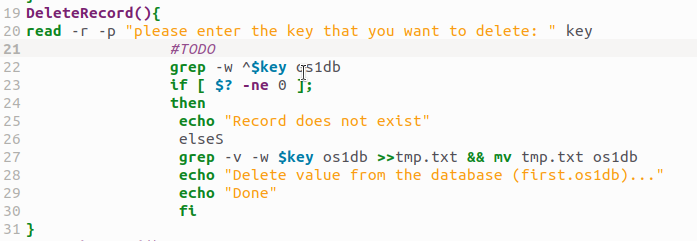 19 DeleteRecord(){
20 read -r -p "please enter the key that you want to delete: " key
21 #TODO
22 grep -w ^$key os1db
23 if [ $? -ne 0 ];
24 then
25 echo "Record does not exist"
26 elseS
27 grep -v -w $key os1db >>tmp.txt && mv tmp.txt os1db
28 echo "Delete value from the database (first.os1db)..."
29 echo "Done"
30 fi
31 }